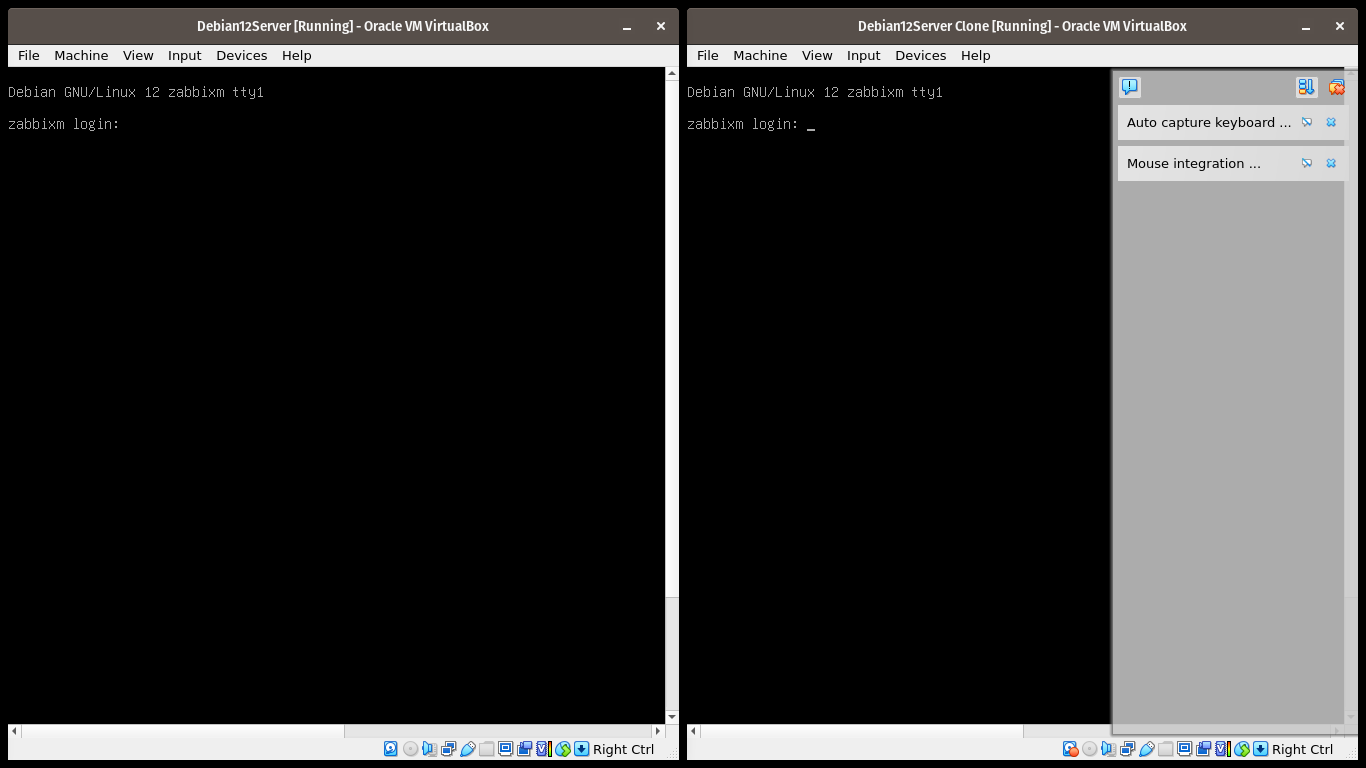 Debian12Server [Running] - Oracle VM VirtualBox
File Machine View Input Devices Help
Debian GNU/Linux 12 zabbixm tty1
zabbixm login:
Right Ctrl
Debian12Server Clone [Running] - Oracle VM VirtualBox
File Machine View Input Devices Help
Debian GNU/Linux 12 zabbixm tty1
zabbixm login: _
Auto capture keyboard ...
Mouse integration ...
Right Ctrl